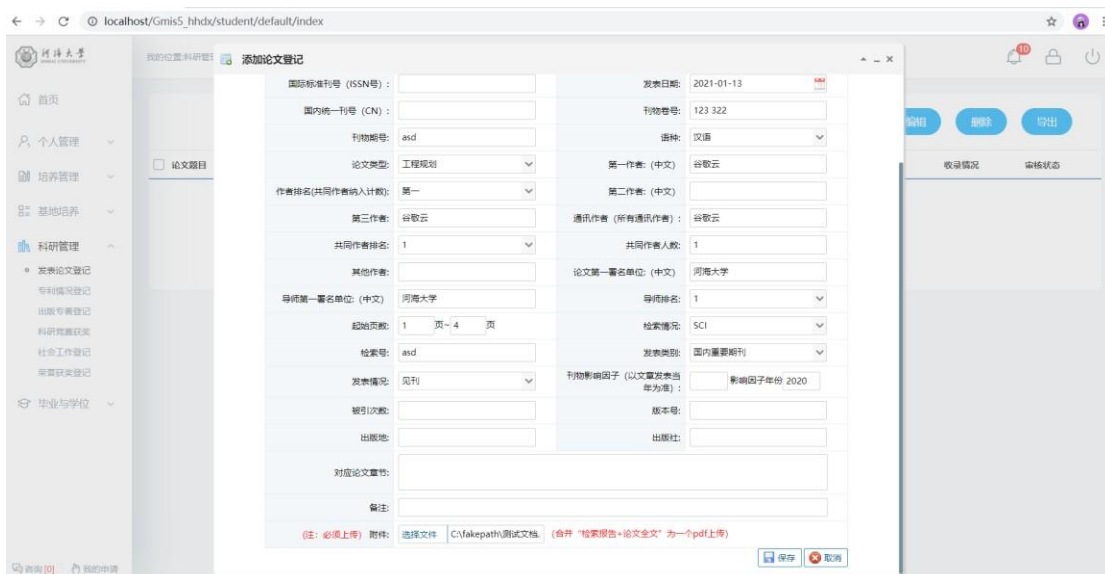 localhost/Gmis5_hhdx/student/default/index
河海大学
HOHAI UNIVERSITY
我的位置:科研管
添加论文登记
10
首页
个人管理
培养管理
基地培养
科研管理
发表论文登记
专利情况登记
出版专著登记
科研竞赛获奖
社会工作登记
荣誉获奖登记
毕业与学位
咨询[0] 我的申请
编辑 删除 导出
论文题目 收录情况 审核状态
国际标准刊号 (ISSN号) : 发表日期: 2021-01-13
国内统一刊号 (CN) : 刊物卷号: 123 322
刊物期号: asd 语种: 汉语
论文类型: 工程规划 第一作者: (中文) 谷敬云
作者排名(共同作者纳入计数): 第一 第二作者: (中文)
第三作者: 谷敬云 通讯作者 (所有通讯作者) : 谷敬云
共同作者排名: 1 共同作者人数: 1
其他作者: 论文第一署名单位: (中文) 河海大学
导师第一署名单位: (中文) 河海大学 导师排名: 1
起始页数: 1 页~ 4 页 检索情况: SCI
检索号: asd 发表类别: 国内重要期刊
发表情况: 见刊 刊物影响因子 (以文章发表当
年为准) : 影响因子年份 2020
被引次数: 版本号:
出版地: 出版社:
对应论文章节:
备注:
(注: 必须上传) 附件: 选择文件 C:\fakepath\测试文档. (合并 "检索报告+论文全文" 为一个pdf上传)
保存 取消